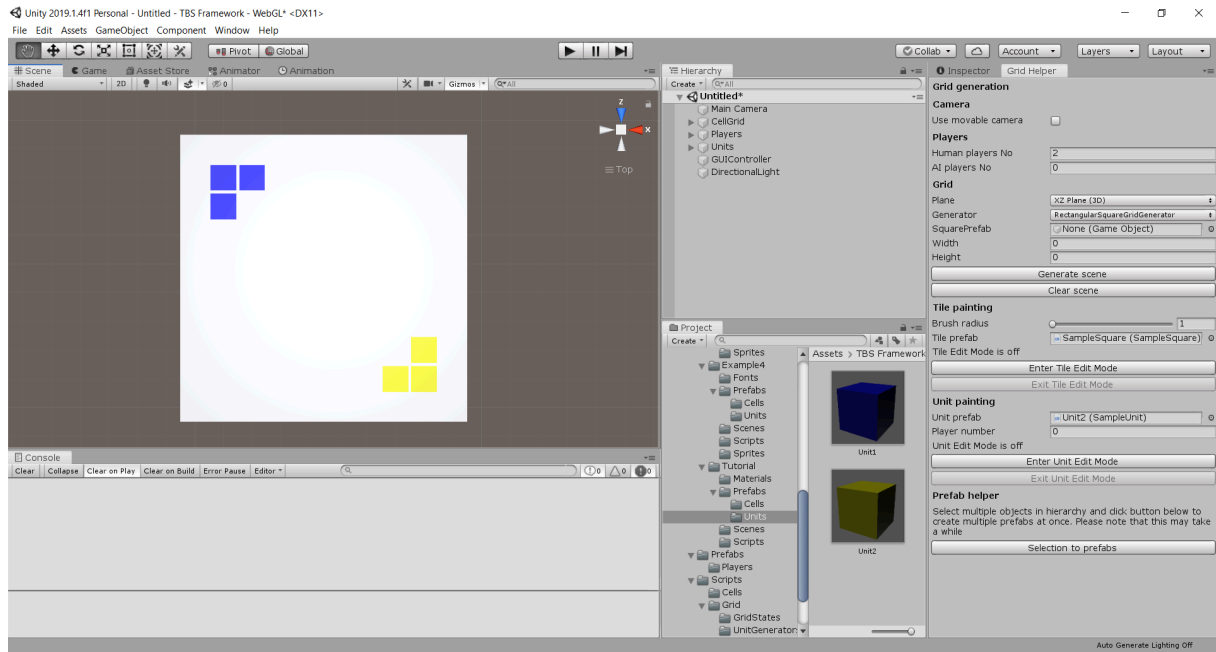 Unity 2019.1.4f1 Personal - Untitled - TBS Framework - WebGL* <DX11>
File Edit Assets GameObject Component Window Help
Pivot Global Collab Account Layers Layout
Scene Game Asset Store Animator Animation
Shaded 2D 0 Gizmos All
z
x
Top
Hierarchy
Create All
Untitled*
Main Camera
CellGrid
Players
Units
GUIController
DirectionalLight
Project
Create
Sprites
Example4
Fonts
Prefabs
Cells
Units
Scenes
Scripts
Sprites
Tutorial
Materials
Prefabs
Cells
Units
Scenes
Scripts
Prefabs
Players
Scripts
Cells
Grid
GridStates
UnitGenerator
Assets > TBS Framework
Unit1
Unit2
Inspector Grid Helper
Grid generation
Camera
Use movable camera
Players
Human players No 2
AI players No 0
Grid
Plane XZ Plane (3D)
Generator RectangularSquareGridGenerator
SquarePrefab None (Game Object)
Width 0
Height 0
Generate scene
Clear scene
Tile painting
Brush radius 1
Tile prefab SampleSquare (SampleSquare)
Tile Edit Mode is off
Enter Tile Edit Mode
Exit Tile Edit Mode
Unit painting
Unit prefab Unit2 (SampleUnit)
Player number 0
Unit Edit Mode is off
Enter Unit Edit Mode
Exit Unit Edit Mode
Prefab helper
Select multiple objects in hierarchy and click button below to
create multiple prefabs at once. Please note that this may take
a while
Selection to prefabs
Console
Clear Collapse Clear on Play Clear on Build Error Pause Editor 0 0 0
Auto Generate Lighting Off